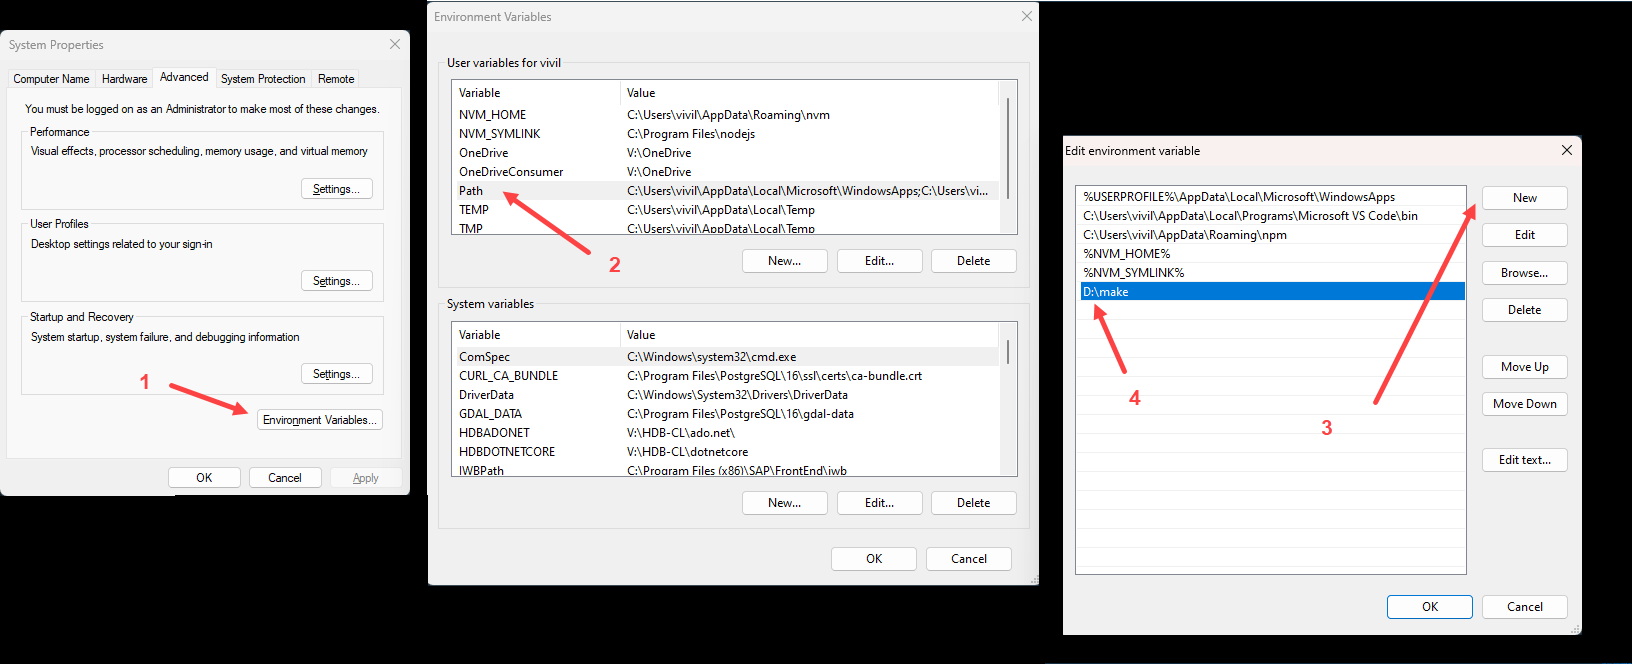 System Properties
Computer Name Hardware Advanced System Protection Remote
You must be logged on as an Administrator to make most of these changes.
Performance
Visual effects, processor scheduling, memory usage, and virtual memory
Settings...
User Profiles
Desktop settings related to your sign-in
Settings...
Startup and Recovery
System startup, system failure, and debugging information
Settings...
1
Environment Variables...
OK Cancel Apply
Environment Variables
User variables for vivil
Variable Value
NVM_HOME C:\Users\vivil\AppData\Roaming\nvm
NVM_SYMLINK C:\Program Files\nodejs
OneDrive V:\OneDrive
OneDriveConsumer V:\OneDrive
Path C:\Users\vivil\AppData\Local\Microsoft\WindowsApps;C:\Users\vi...
TEMP C:\Users\vivil\AppData\Local\Temp
TMP C:\Users\vivil\AppData\Local\Temp
2
New... Edit... Delete
System variables
Variable Value
ComSpec C:\Windows\system32\cmd.exe
CURL_CA_BUNDLE C:\Program Files\PostgreSQL\16\ssl\certs\ca-bundle.crt
DriverData C:\Windows\System32\Drivers\DriverData
GDAL_DATA C:\Program Files\PostgreSQL\16\gdal-data
HDBADONET V:\HDB-CL\ado.net\
HDBDOTNETCORE V:\HDB-CL\dotnetcore
IWBPath C:\Program Files (x86)\SAP\FrontEnd\iwb
New... Edit... Delete
OK Cancel
Edit environment variable
%USERPROFILE%\AppData\Local\Microsoft\WindowsApps
C:\Users\vivil\AppData\Local\Programs\Microsoft VS Code\bin
C:\Users\vivil\AppData\Roaming\npm
%NVM_HOME%
%NVM_SYMLINK%
D:\make
New
Edit
Browse...
Delete
Move Up
Move Down
Edit text...
4
3
OK Cancel